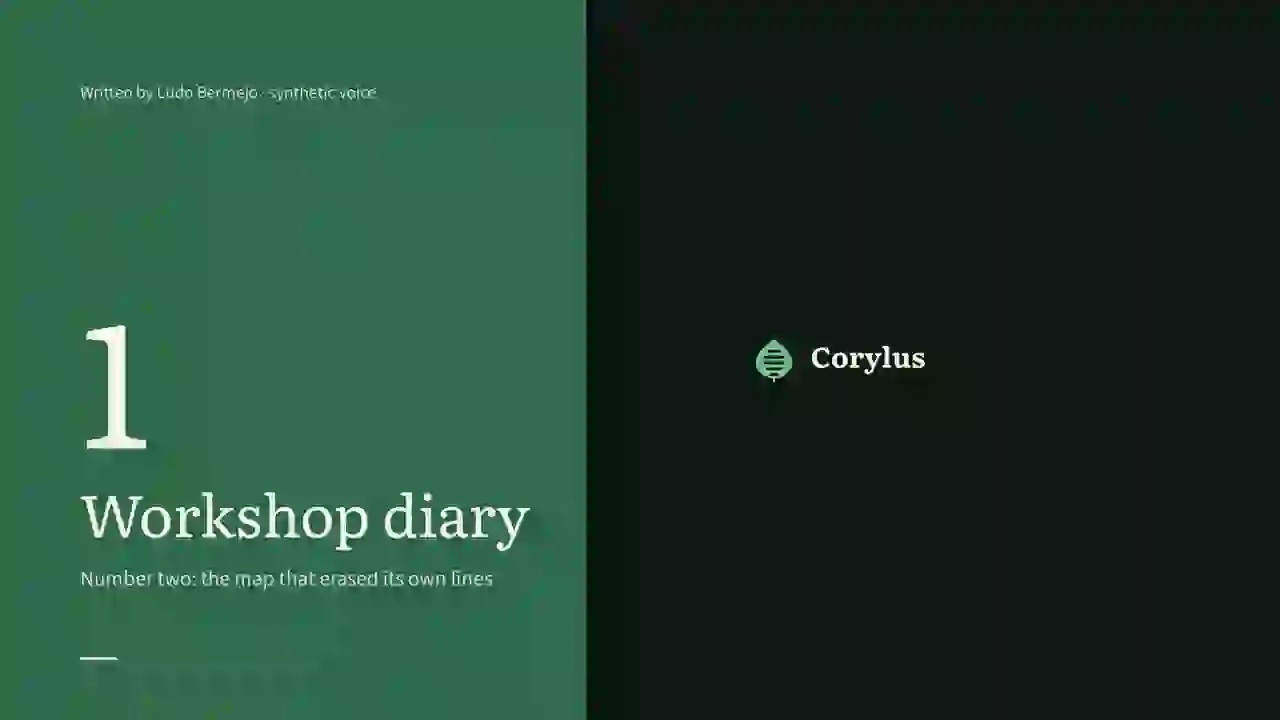 Written by Ludo Bermejo · synthetic voice
1
Workshop diary
Number two: the map that erased its own lines
Corylus